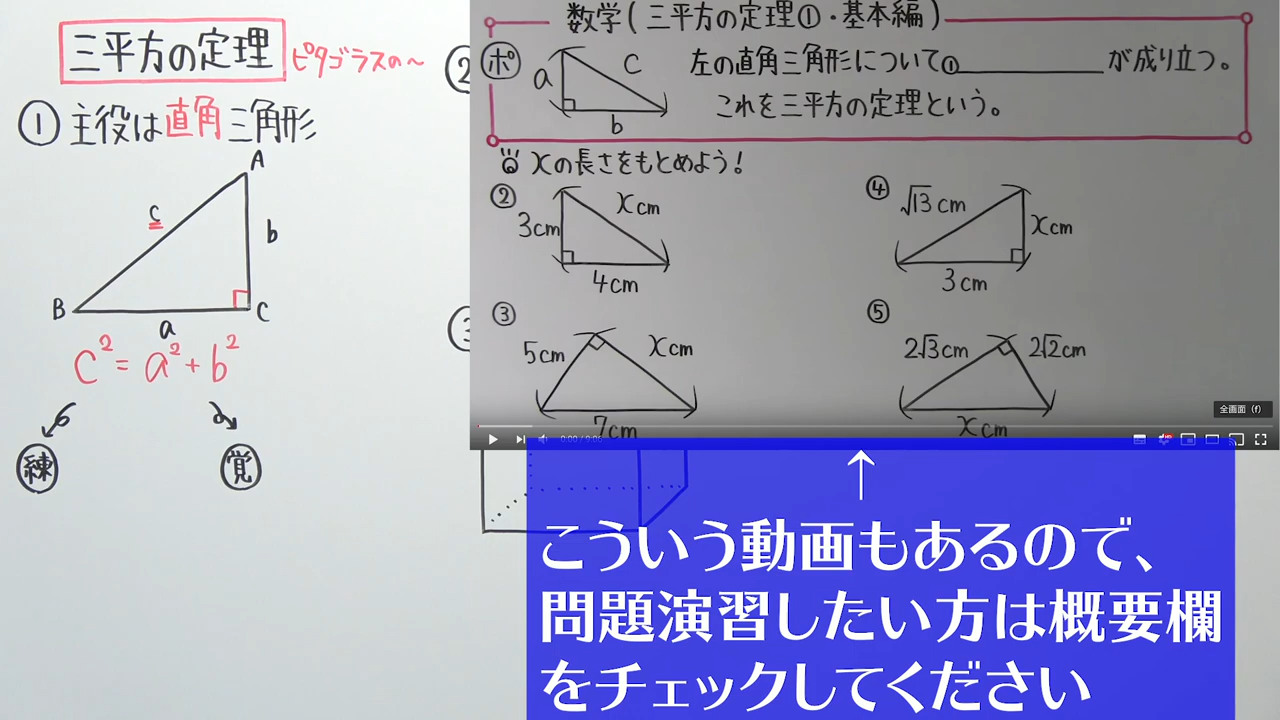 三平方の定理
ピタゴラスの〜
① 主役は直角三角形
A
c
b
B
C
a
c² = a² + b²
練
覚
②
③
数学(三平方の定理①・基本編)
ポ
a
c
b
左の直角三角形について①＿＿＿＿＿＿が成り立つ。
これを三平方の定理という。
xの長さをもとめよう!
②
3cm
xcm
4cm
④
√13cm
xcm
3cm
③
5cm
xcm
7cm
⑤
2√3cm
2√2cm
xcm
全画面 (f)
↑
こういう動画もあるので、
問題演習したい方は概要欄
をチェックしてください